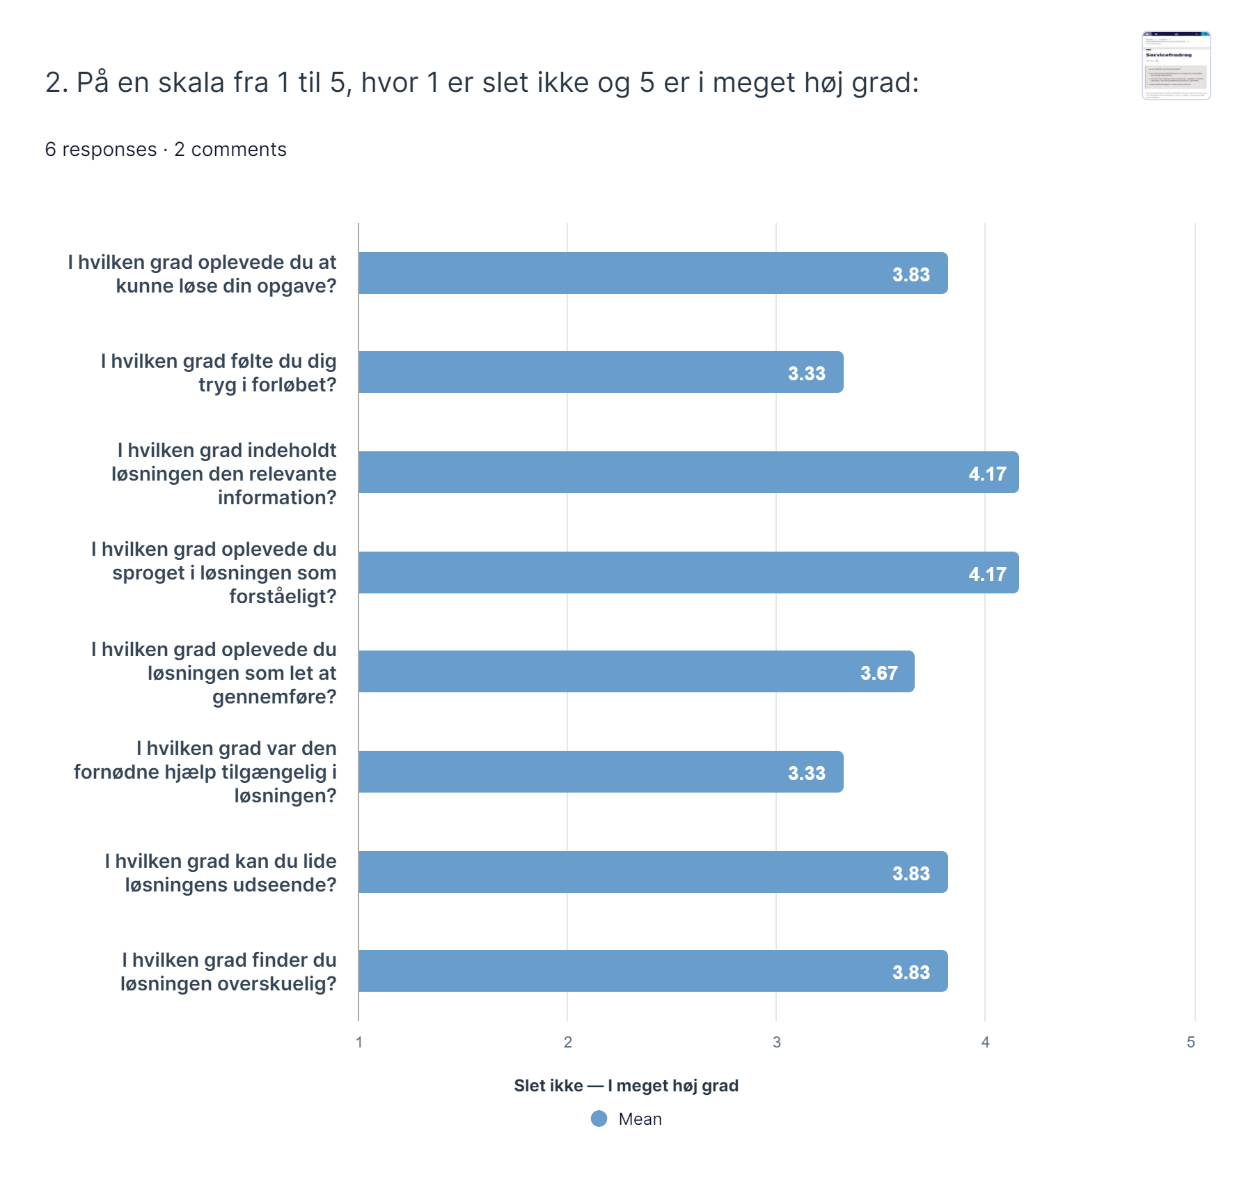 2. På en skala fra 1 til 5, hvor 1 er slet ikke og 5 er i meget høj grad:
Servicefradrag
6 responses · 2 comments
I hvilken grad oplevede du at
kunne løse din opgave?
3.83
I hvilken grad følte du dig
tryg i forløbet?
3.33
I hvilken grad indeholdt
løsningen den relevante
information?
4.17
I hvilken grad oplevede du
sproget i løsningen som
forståeligt?
4.17
I hvilken grad oplevede du
løsningen som let at
gennemføre?
3.67
I hvilken grad var den
fornødne hjælp tilgængelig i
løsningen?
3.33
I hvilken grad kan du lide
løsningens udseende?
3.83
I hvilken grad finder du
løsningen overskuelig?
3.83
1 2 3 4 5
Slet ikke — I meget høj grad
Mean